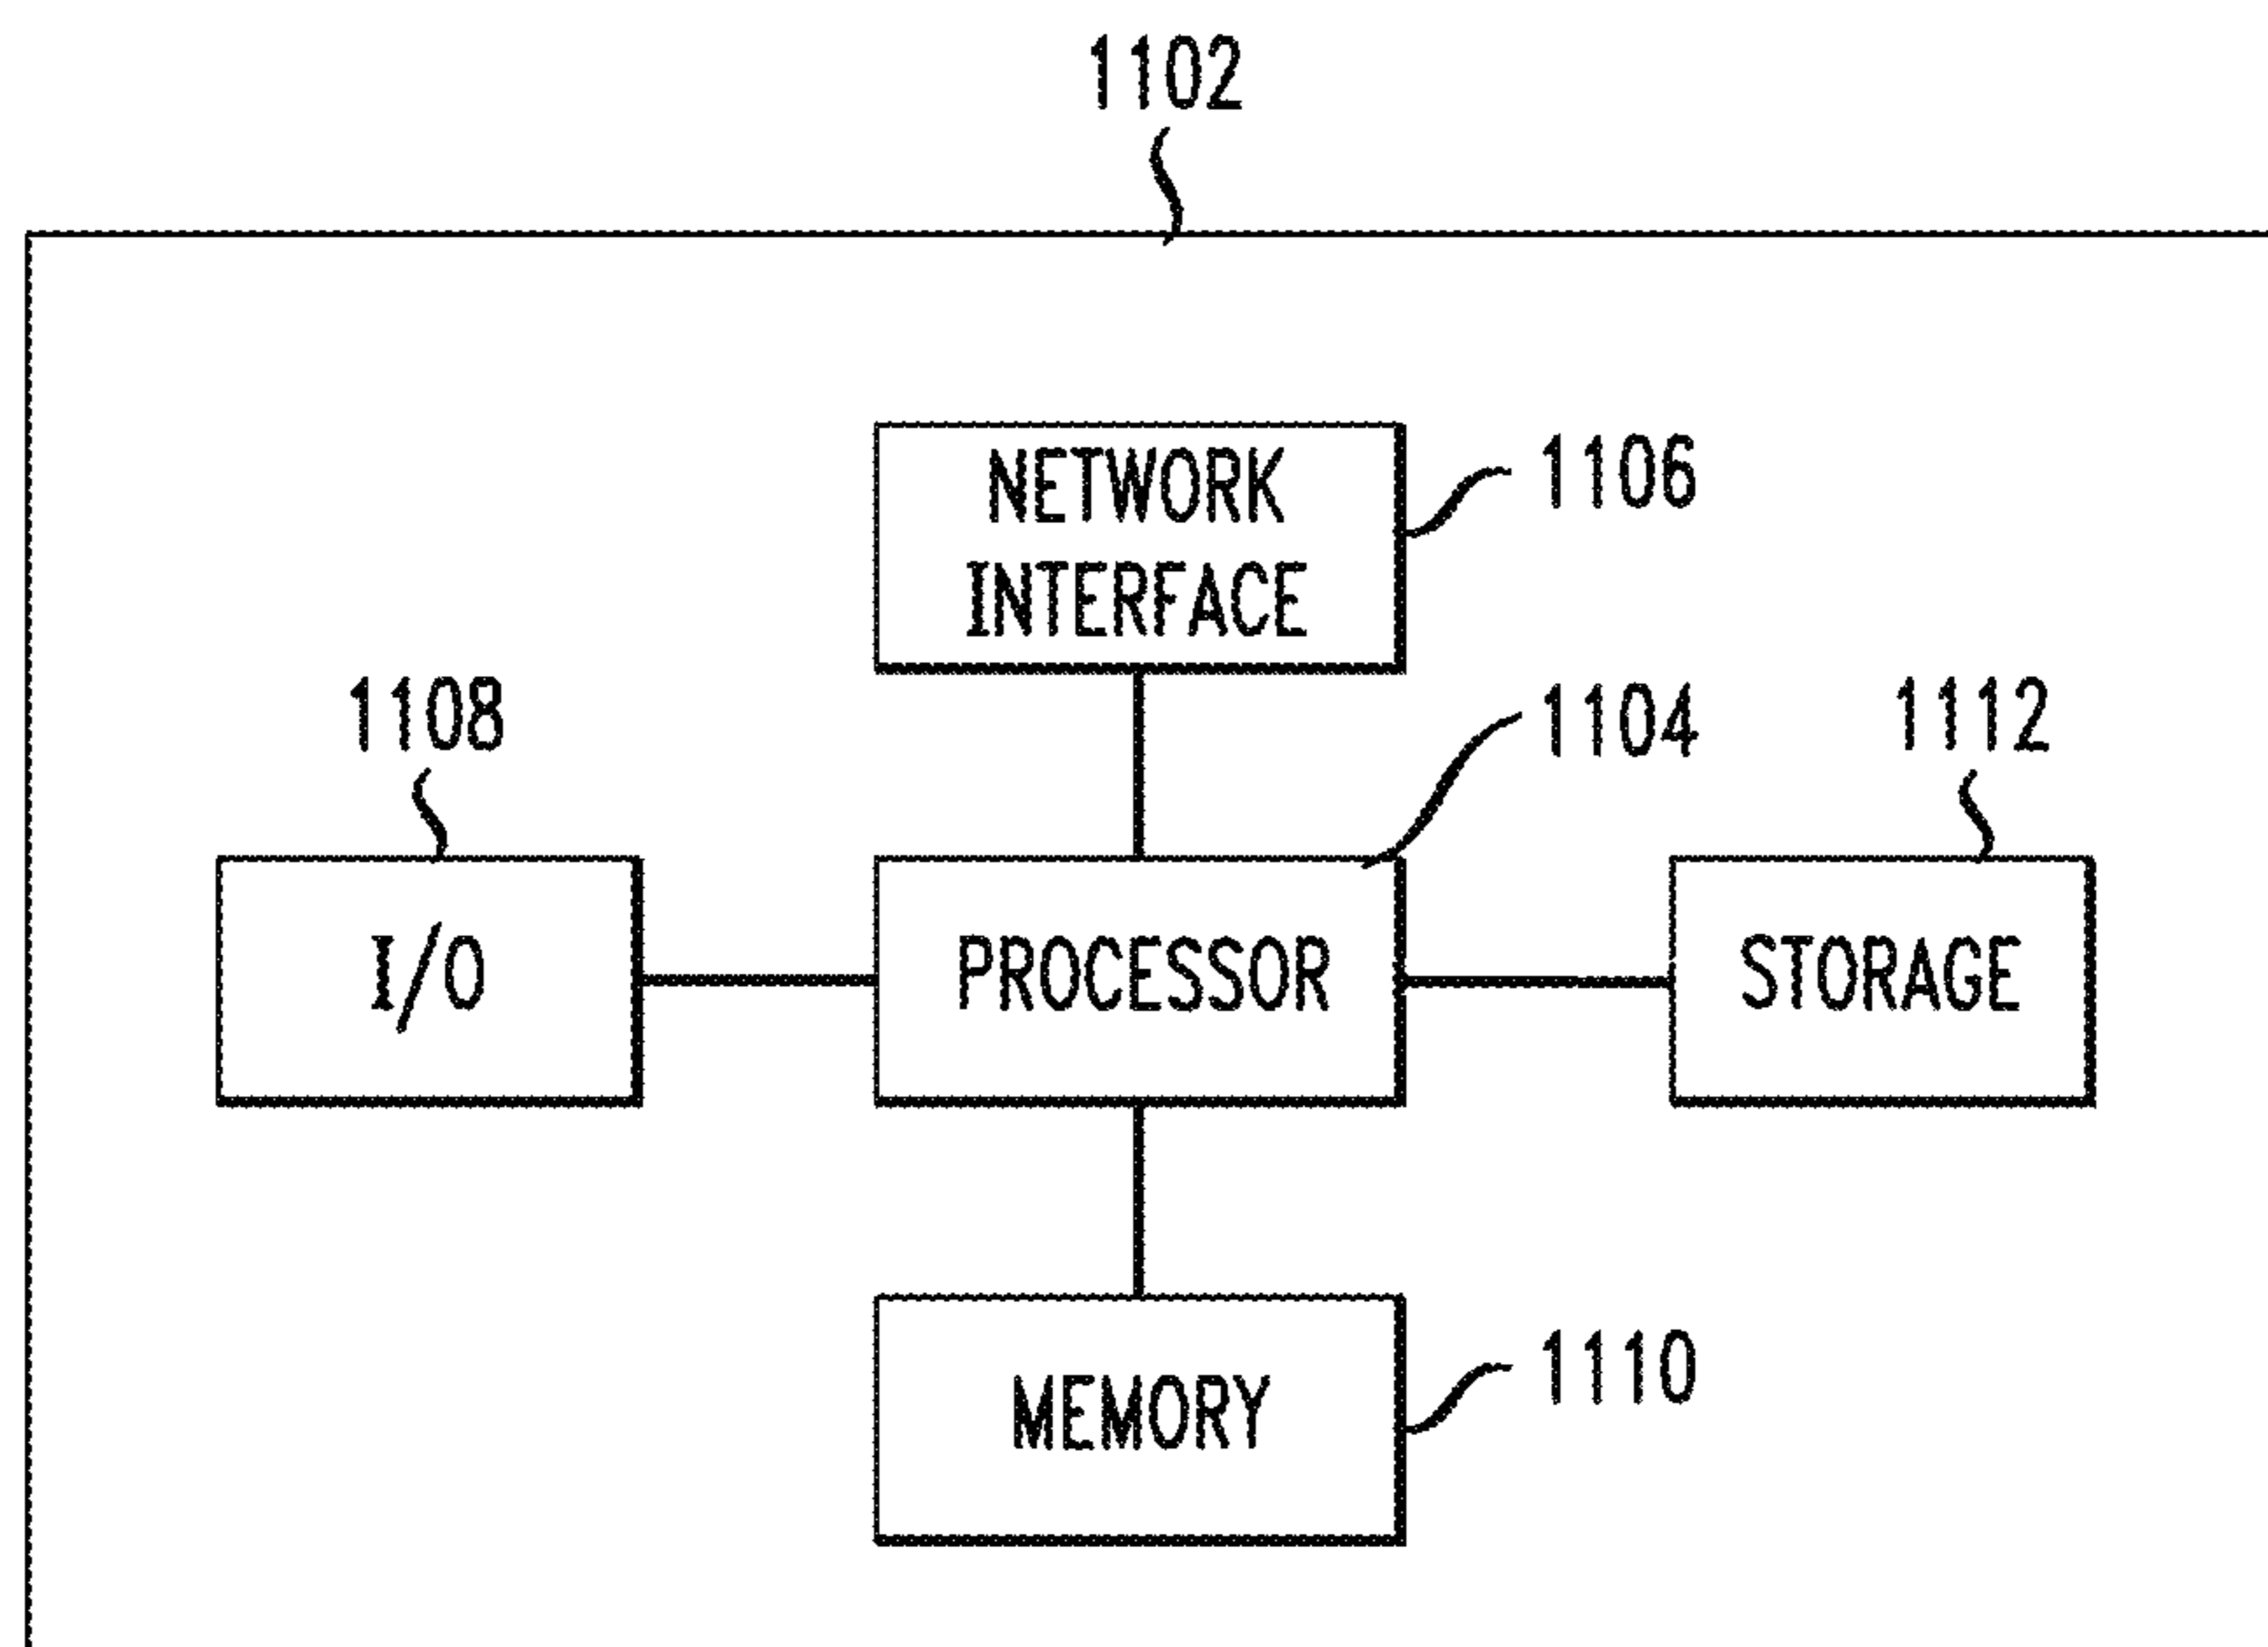 1102
NETWORK
INTERFACE
1106
1108
1104
1112
I/O
PROCESSOR
STORAGE
MEMORY
1110